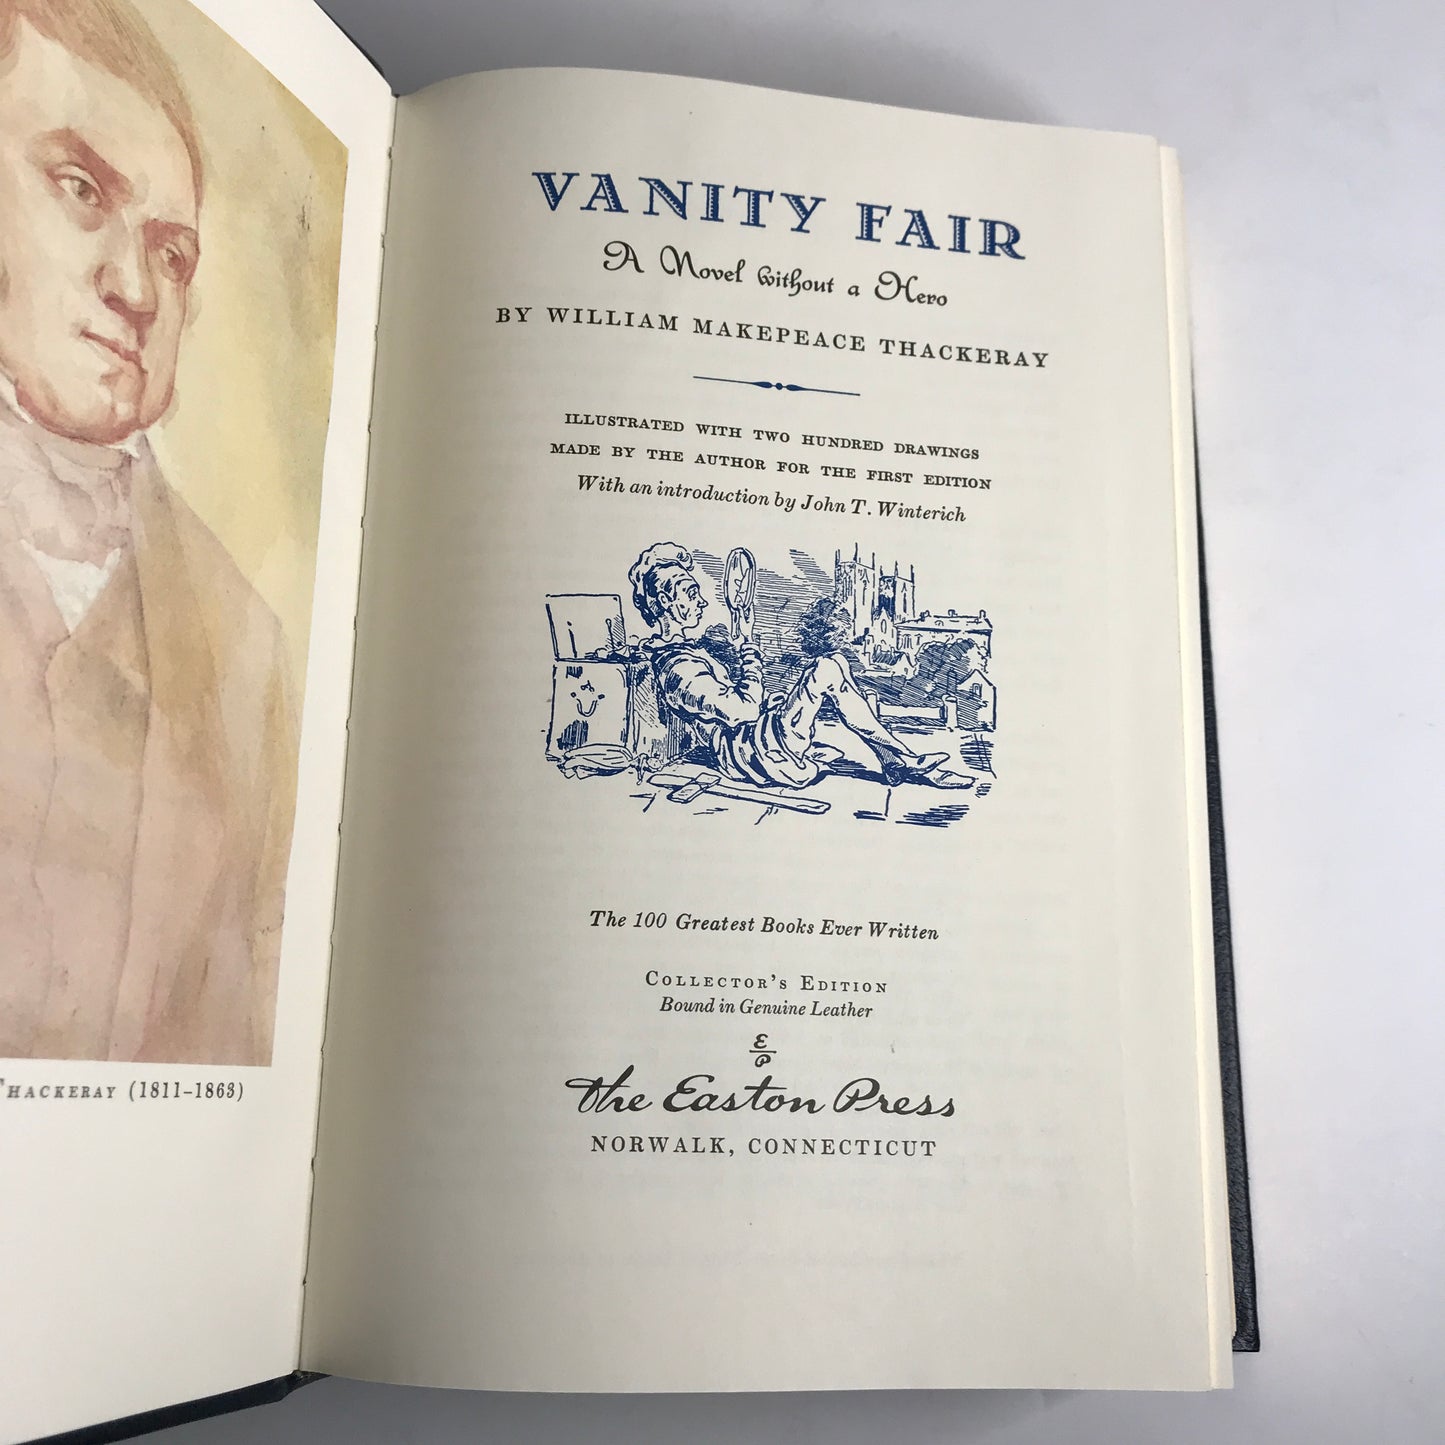 THACKERAY (1811–1863)
VANITY FAIR
A Novel without a Hero
BY WILLIAM MAKEPEACE THACKERAY
ILLUSTRATED WITH TWO HUNDRED DRAWINGS
MADE BY THE AUTHOR FOR THE FIRST EDITION
With an introduction by John T. Winterich
The 100 Greatest Books Ever Written
COLLECTOR'S EDITION
Bound in Genuine Leather
E
P
The Easton Press
NORWALK, CONNECTICUT